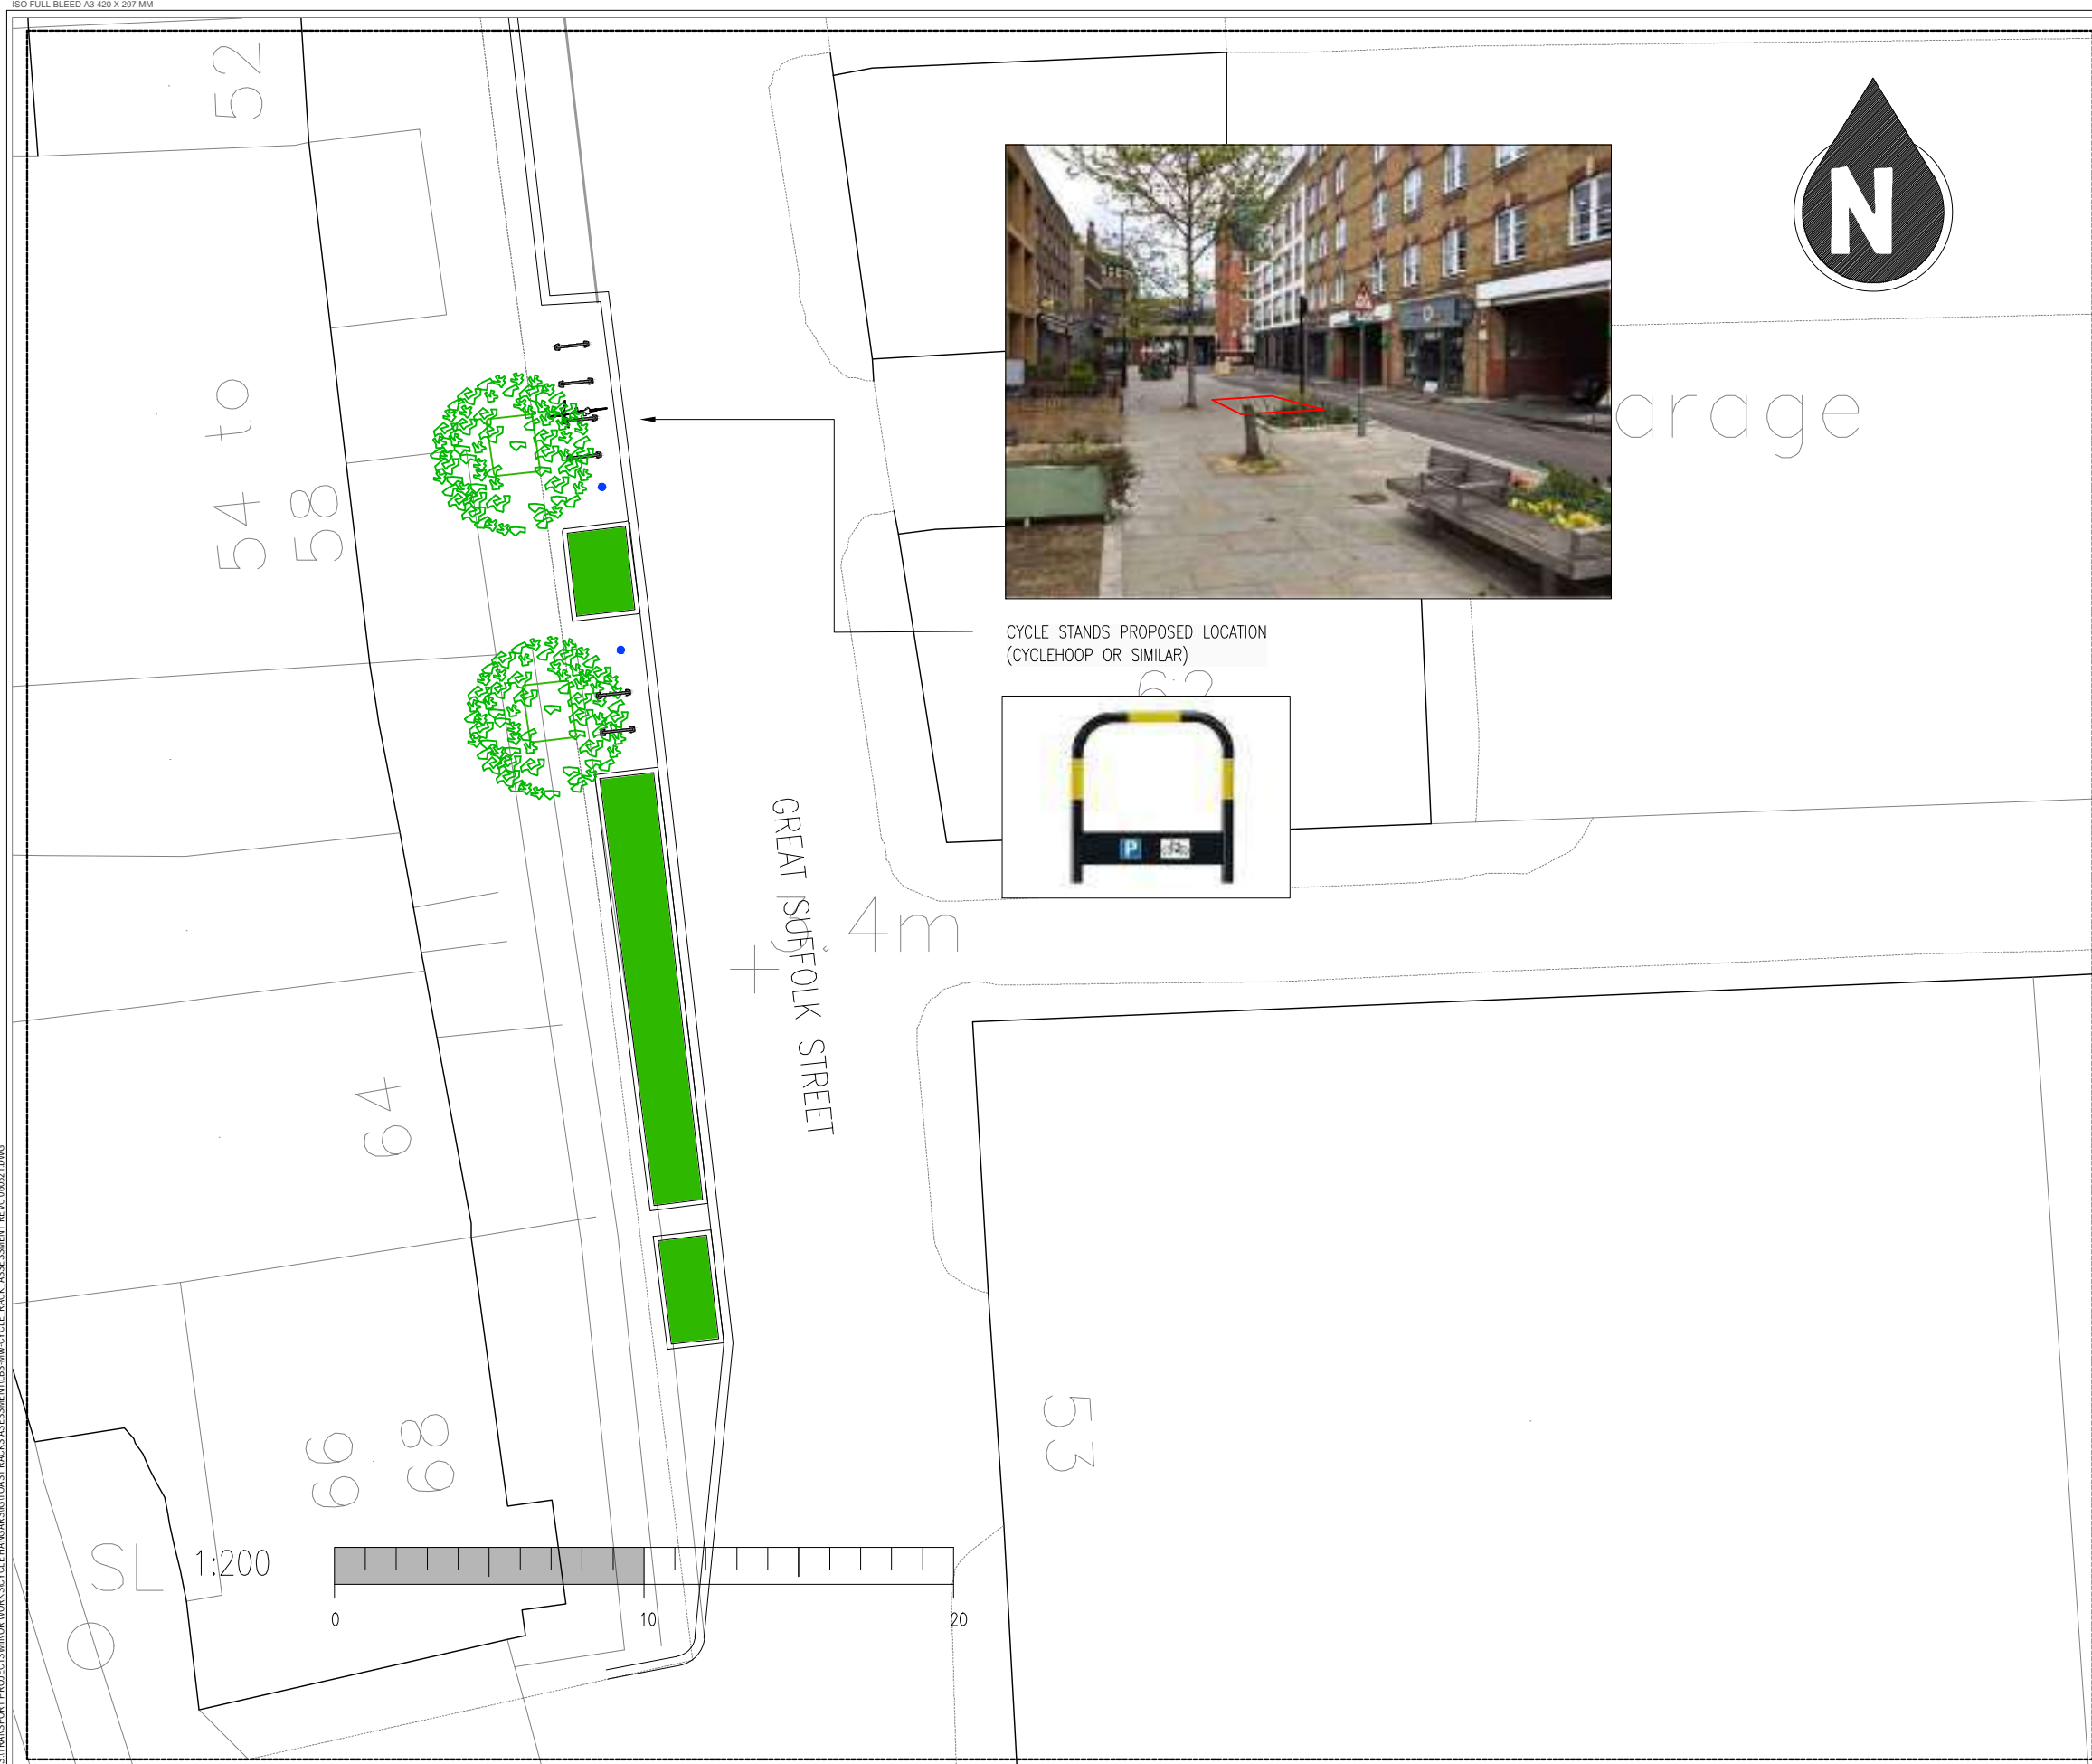 ISO FULL BLEED A3 420 X 297 MM
52
54 to
58
N
arage
CYCLE STANDS PROPOSED LOCATION
(CYCLEHOOP OR SIMILAR)
P
GREAT SUFFOLK STREET
4m
64
53
66
68
SL
1:200
0
10
20